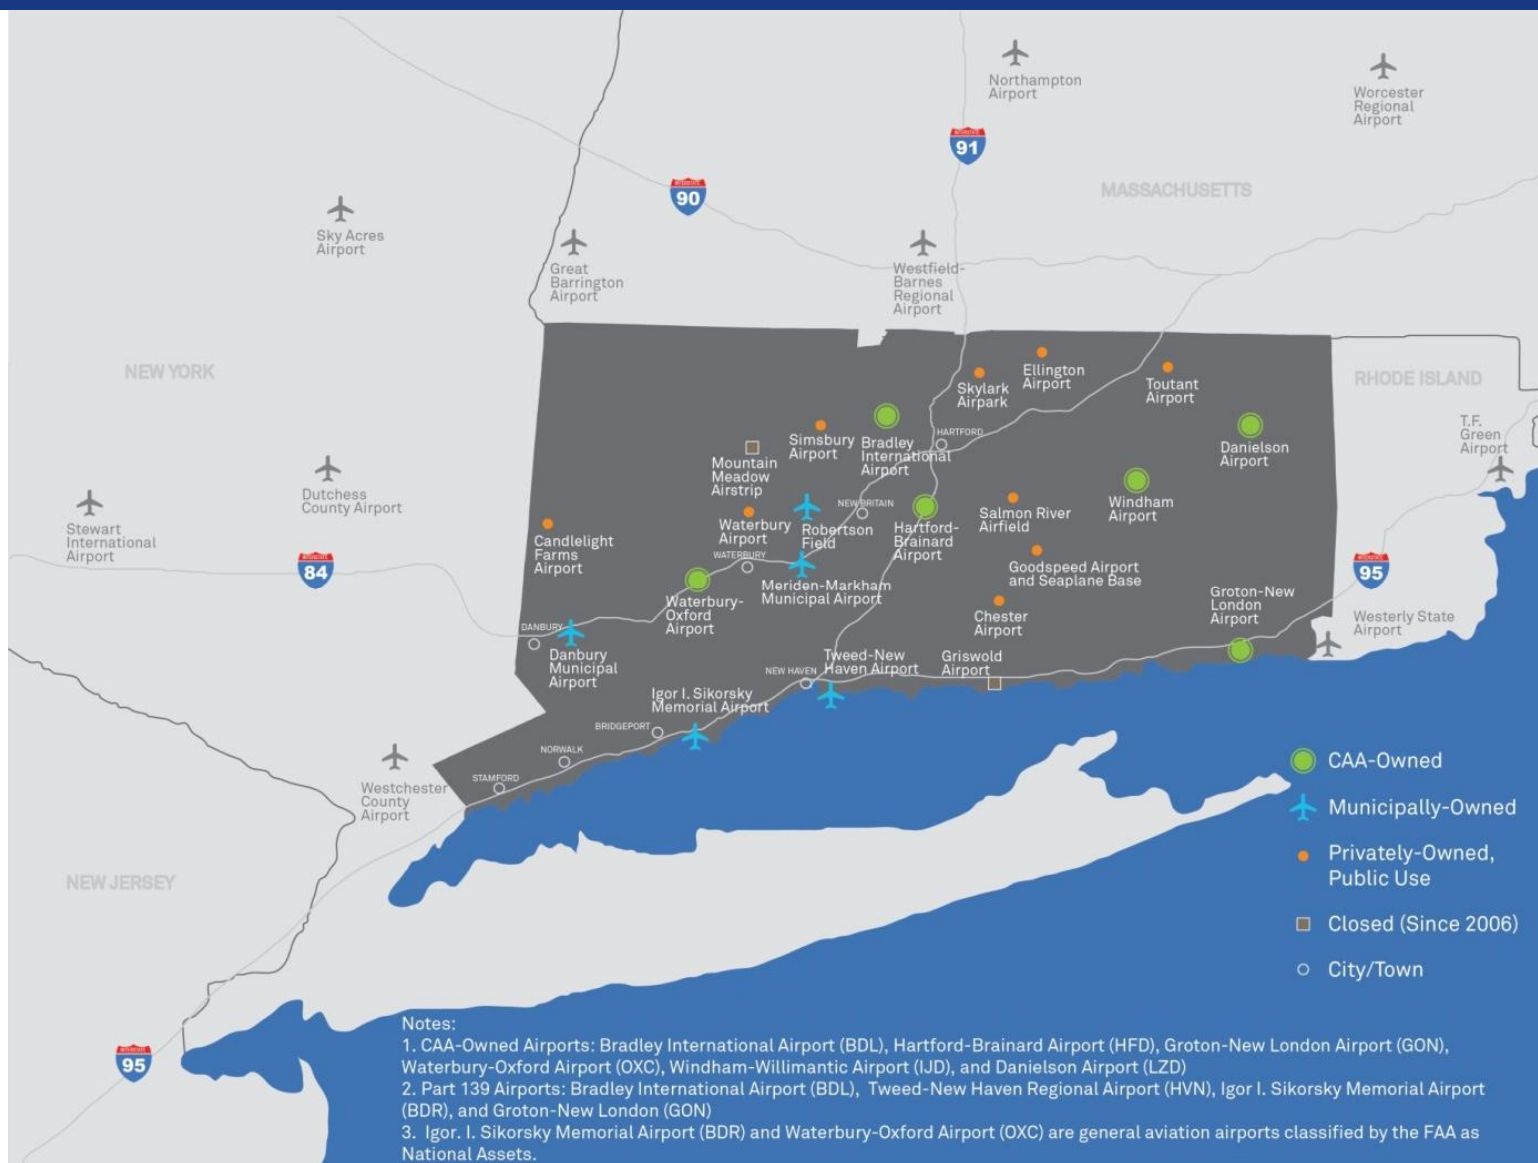 Northampton
Airport
Worcester
Regional
Airport
INTERSTATE
91
INTERSTATE
90
MASSACHUSETTS
Sky Acres
Airport
Great
Barrington
Airport
Westfield-
Barnes
Regional
Airport
NEW YORK
Ellington
Airport
Skylark
Airpark
Toutant
Airport
RHODE ISLAND
T.F.
Green
Airport
Simsbury
Airport
Bradley
International
Airport
HARTFORD
Danielson
Airport
Mountain
Meadow
Airstrip
Dutchess
County Airport
Stewart
International
Airport
Windham
Airport
NEW BRITAIN
Salmon River
Airfield
Waterbury
Airport
Robertson
Field
Hartford-
Brainard
Airport
Candlelight
Farms
Airport
WATERBURY
INTERSTATE
84
Goodspeed Airport
and Seaplane Base
INTERSTATE
95
Meriden-Markham
Municipal Airport
Waterbury-
Oxford
Airport
Chester
Airport
Groton-New
London
Airport
Westerly State
Airport
DANBURY
Danbury
Municipal
Airport
Tweed-New
Haven Airport
Griswold
Airport
NEW HAVEN
Igor I. Sikorsky
Memorial Airport
BRIDGEPORT
NORWALK
STAMFORD
Westchester
County
Airport
NEW JERSEY
INTERSTATE
95
CAA-Owned
Municipally-Owned
Privately-Owned,
Public Use
Closed (Since 2006)
City/Town
Notes:
1. CAA-Owned Airports: Bradley International Airport (BDL), Hartford-Brainard Airport (HFD), Groton-New London Airport (GON),
Waterbury-Oxford Airport (OXC), Windham-Willimantic Airport (IJD), and Danielson Airport (LZD)
2. Part 139 Airports: Bradley International Airport (BDL), Tweed-New Haven Regional Airport (HVN), Igor I. Sikorsky Memorial Airport
(BDR), and Groton-New London (GON)
3. Igor. I. Sikorsky Memorial Airport (BDR) and Waterbury-Oxford Airport (OXC) are general aviation airports classified by the FAA as
National Assets.